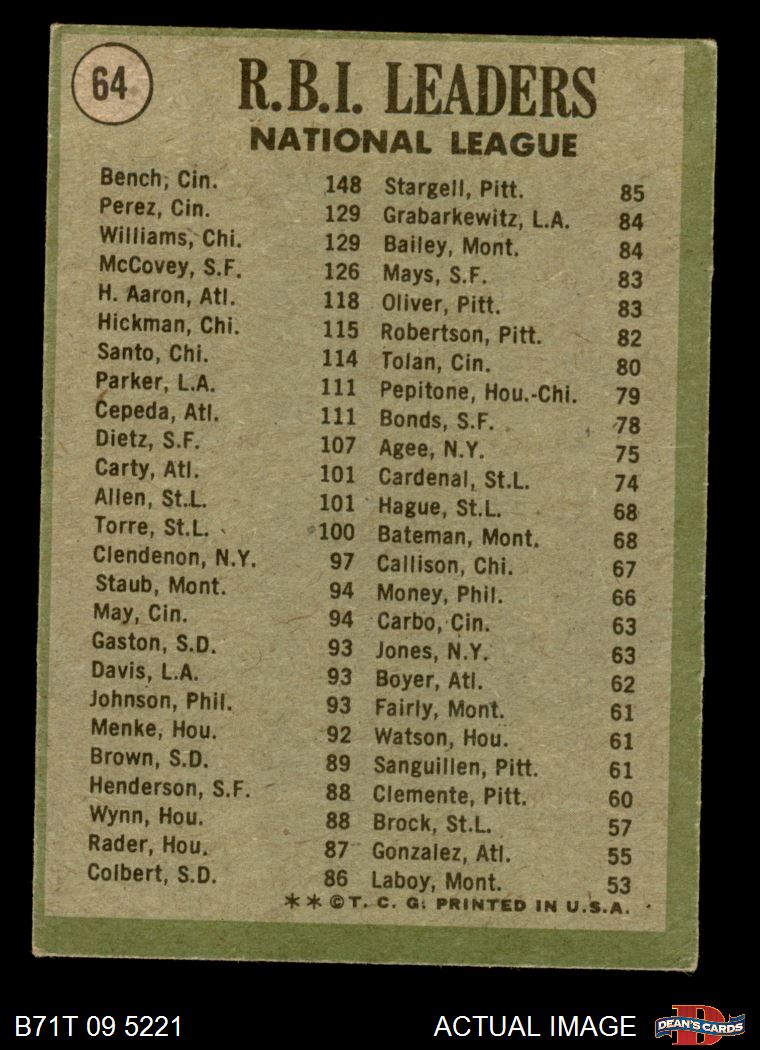 64
R.B.I. LEADERS
NATIONAL LEAGUE
Bench, Cin. 148
Perez, Cin. 129
Williams, Chi. 129
McCovey, S.F. 126
H. Aaron, Atl. 118
Hickman, Chi. 115
Santo, Chi. 114
Parker, L.A. 111
Cepeda, Atl. 111
Dietz, S.F. 107
Carty, Atl. 101
Allen, St.L. 101
Torre, St.L. 100
Clendenon, N.Y. 97
Staub, Mont. 94
May, Cin. 94
Gaston, S.D. 93
Davis, L.A. 93
Johnson, Phil. 93
Menke, Hou. 92
Brown, S.D. 89
Henderson, S.F. 88
Wynn, Hou. 88
Rader, Hou. 87
Colbert, S.D. 86
Stargell, Pitt. 85
Grabarkewitz, L.A. 84
Bailey, Mont. 84
Mays, S.F. 83
Oliver, Pitt. 83
Robertson, Pitt. 82
Tolan, Cin. 80
Pepitone, Hou.-Chi. 79
Bonds, S.F. 78
Agee, N.Y. 75
Cardenal, St.L. 74
Hague, St.L. 68
Bateman, Mont. 68
Callison, Chi. 67
Money, Phil. 66
Carbo, Cin. 63
Jones, N.Y. 63
Boyer, Atl. 62
Fairly, Mont. 61
Watson, Hou. 61
Sanguillen, Pitt. 61
Clemente, Pitt. 60
Brock, St.L. 57
Gonzalez, Atl. 55
Laboy, Mont. 53
**©T. C. G. PRINTED IN U.S.A.
B71T 09 5221
ACTUAL IMAGE
D
DEAN'S CARDS